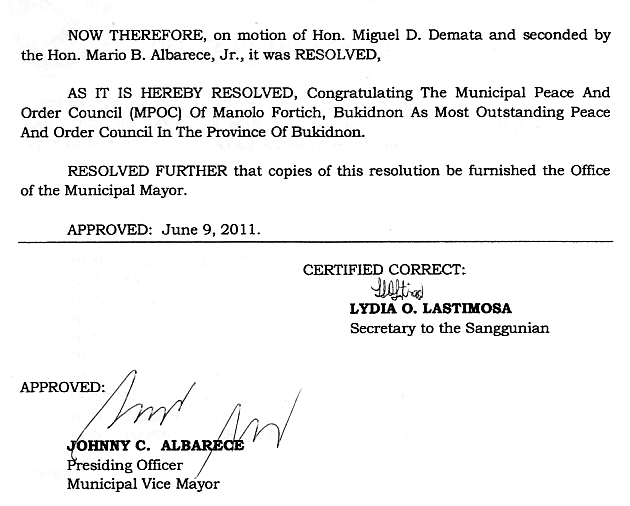 NOW THEREFORE, on motion of Hon. Miguel D. Demata and seconded by
the Hon. Mario B. Albarece, Jr., it was RESOLVED,
AS IT IS HEREBY RESOLVED, Congratulating The Municipal Peace And
Order Council (MPOC) Of Manolo Fortich, Bukidnon As Most Outstanding Peace
And Order Council In The Province Of Bukidnon.
RESOLVED FURTHER that copies of this resolution be furnished the Office
of the Municipal Mayor.
APPROVED: June 9, 2011.
CERTIFIED CORRECT:
LYDIA O. LASTIMOSA
Secretary to the Sanggunian
APPROVED:
JOHNNY C. ALBARECE
Presiding Officer
Municipal Vice Mayor